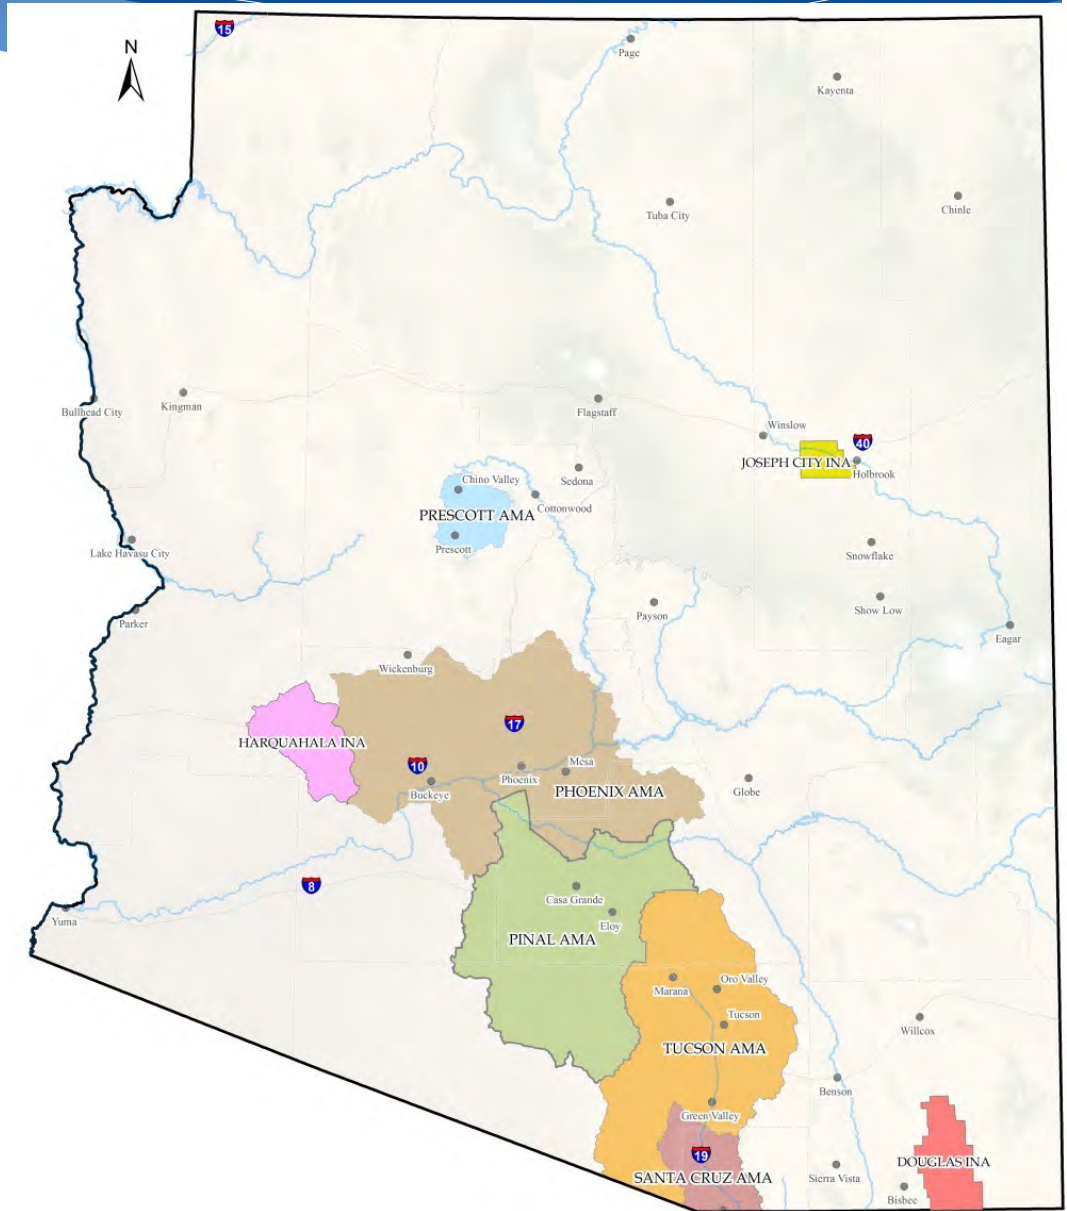 15
N
Page
Kayenta
Tuba City
Chinle
Bullhead City
Kingman
Flagstaff
Winslow
40
JOSEPH CITY INA
Holbrook
Chino Valley
Sedona
Cottonwood
PRESCOTT AMA
Prescott
Lake Havasu City
Snowflake
Show Low
Parker
Payson
Eagar
Wickenburg
17
HARQUAHALA INA
10
Phoenix
Mesa
Buckeye
PHOENIX AMA
Globe
8
Casa Grande
Yuma
Eloy
PINAL AMA
Marana
Oro Valley
Tucson
Willcox
TUCSON AMA
Benson
Green Valley
19
DOUGLAS INA
SANTA CRUZ AMA
Sierra Vista
Bisbee